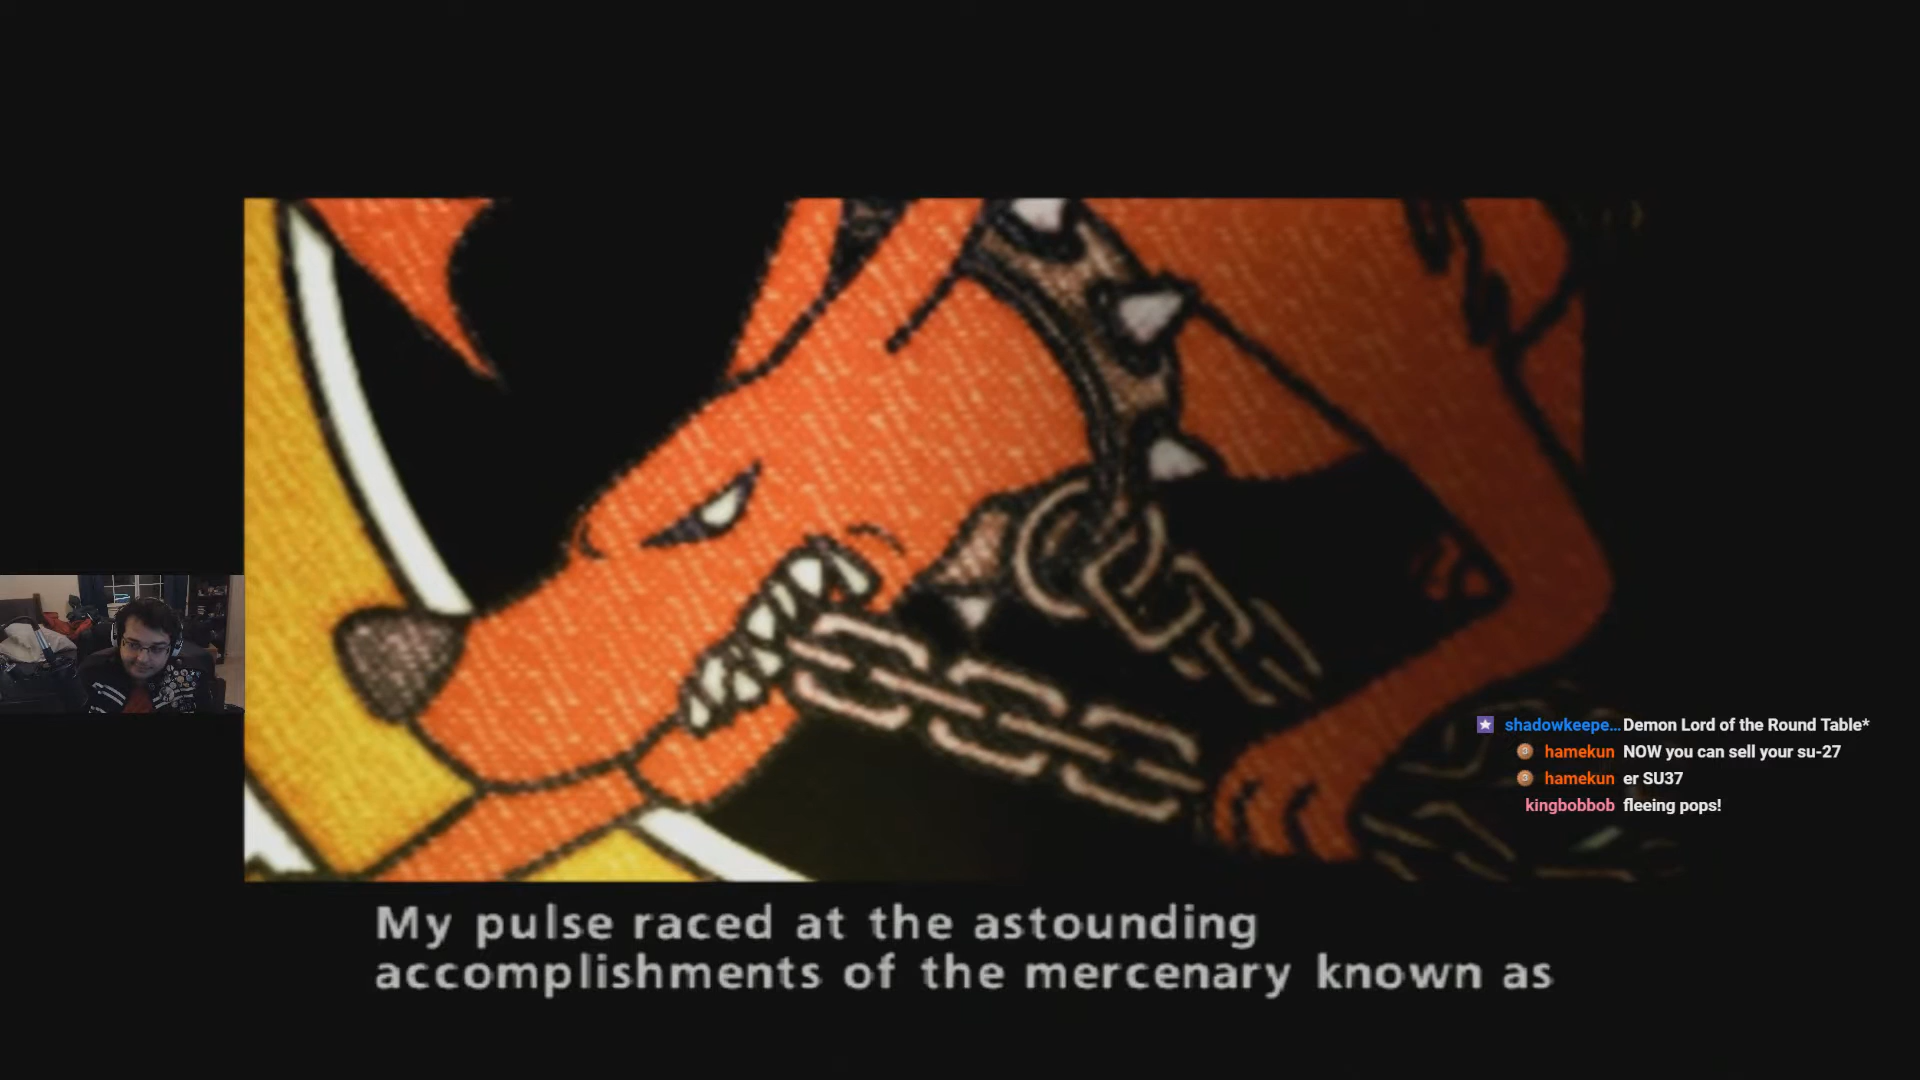 shadowkeepe... Demon Lord of the Round Table*
hamekun NOW you can sell your su-27
hamekun er SU37
kingbobbob fleeing pops!
My pulse raced at the astounding
accomplishments of the mercenary known as